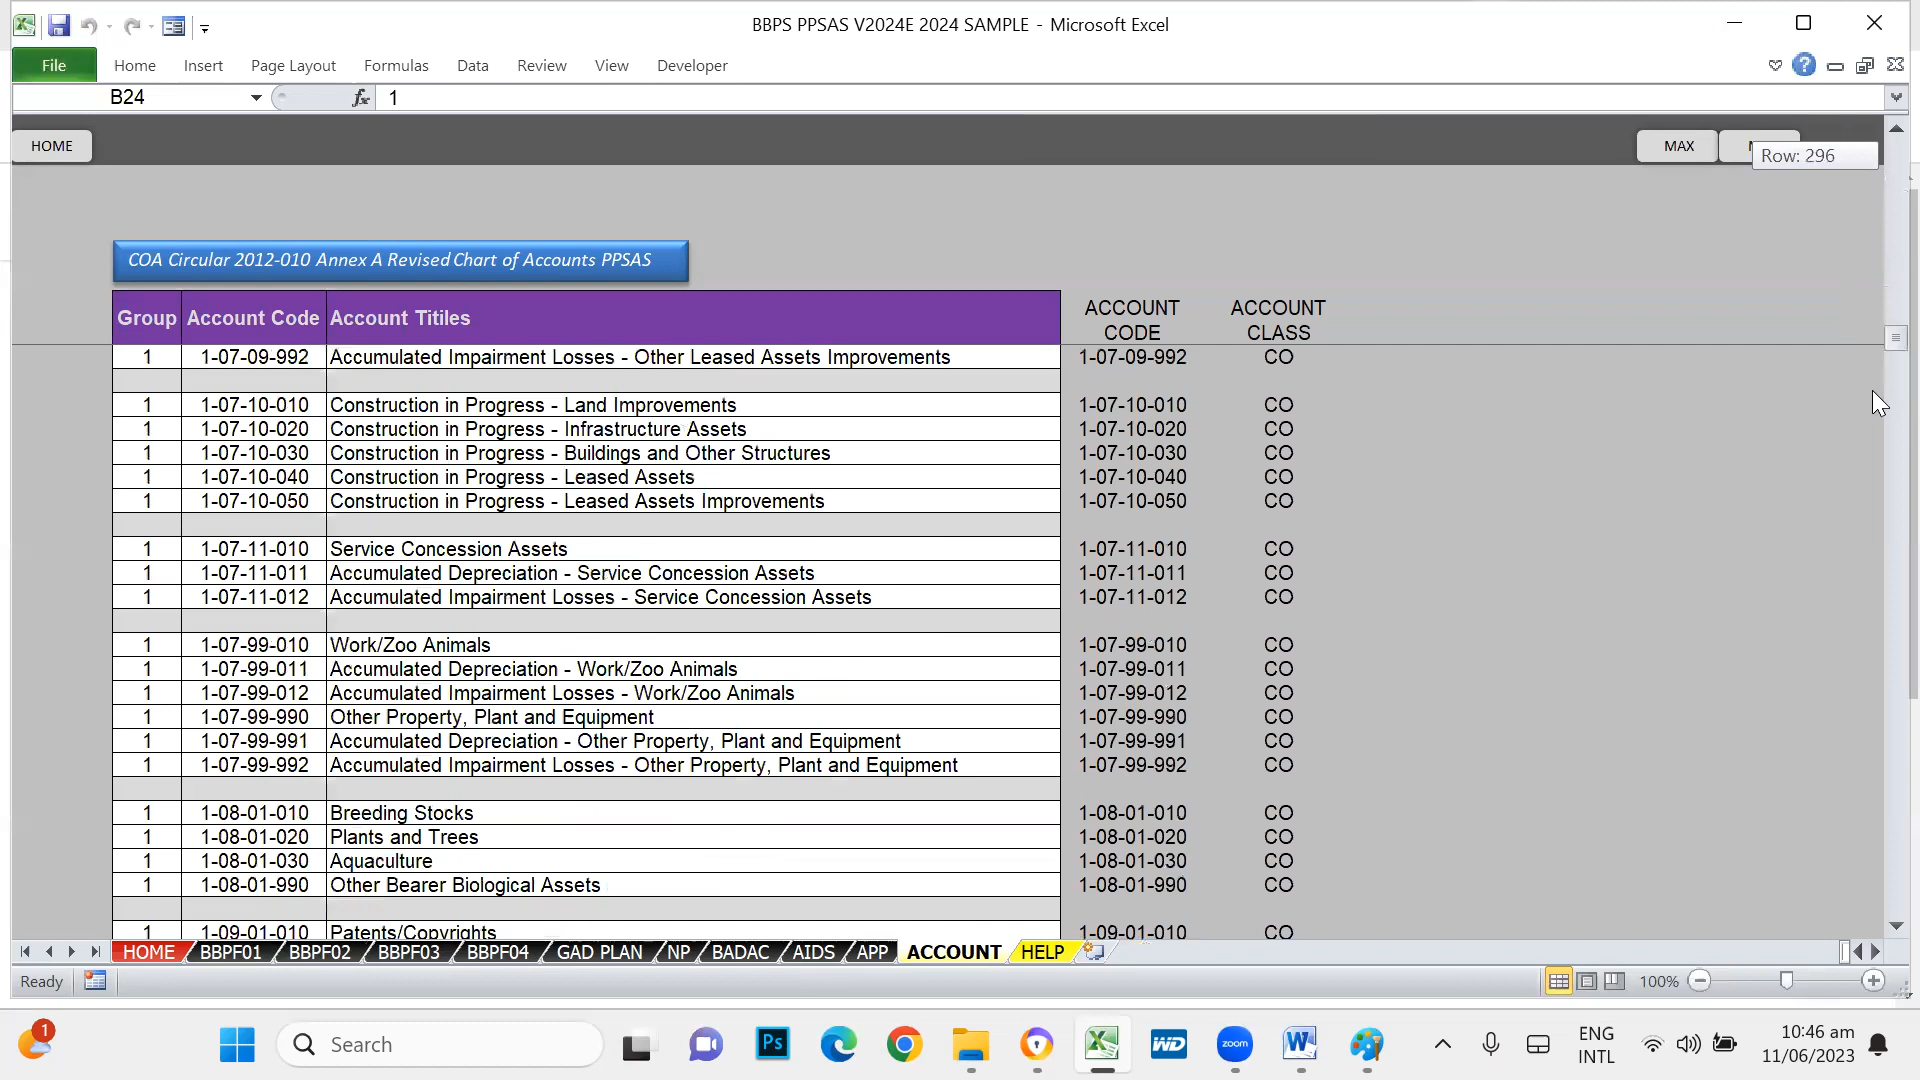 BBPS PPSAS V2024E 2024 SAMPLE - Microsoft Excel
File Home Insert Page Layout Formulas Data Review View Developer
B24 fx 1
HOME MAX Row: 296
COA Circular 2012-010 Annex A Revised Chart of Accounts PPSAS
Group Account Code Account Titiles ACCOUNT CODE ACCOUNT CLASS
1 1-07-09-992 Accumulated Impairment Losses - Other Leased Assets Improvements 1-07-09-992 CO
1 1-07-10-010 Construction in Progress - Land Improvements 1-07-10-010 CO
1 1-07-10-020 Construction in Progress - Infrastructure Assets 1-07-10-020 CO
1 1-07-10-030 Construction in Progress - Buildings and Other Structures 1-07-10-030 CO
1 1-07-10-040 Construction in Progress - Leased Assets 1-07-10-040 CO
1 1-07-10-050 Construction in Progress - Leased Assets Improvements 1-07-10-050 CO
1 1-07-11-010 Service Concession Assets 1-07-11-010 CO
1 1-07-11-011 Accumulated Depreciation - Service Concession Assets 1-07-11-011 CO
1 1-07-11-012 Accumulated Impairment Losses - Service Concession Assets 1-07-11-012 CO
1 1-07-99-010 Work/Zoo Animals 1-07-99-010 CO
1 1-07-99-011 Accumulated Depreciation - Work/Zoo Animals 1-07-99-011 CO
1 1-07-99-012 Accumulated Impairment Losses - Work/Zoo Animals 1-07-99-012 CO
1 1-07-99-990 Other Property, Plant and Equipment 1-07-99-990 CO
1 1-07-99-991 Accumulated Depreciation - Other Property, Plant and Equipment 1-07-99-991 CO
1 1-07-99-992 Accumulated Impairment Losses - Other Property, Plant and Equipment 1-07-99-992 CO
1 1-08-01-010 Breeding Stocks 1-08-01-010 CO
1 1-08-01-020 Plants and Trees 1-08-01-020 CO
1 1-08-01-030 Aquaculture 1-08-01-030 CO
1 1-08-01-990 Other Bearer Biological Assets 1-08-01-990 CO
1 1-09-01-010 Patents/Copyrights 1-09-01-010 CO
HOME BBPF01 BBPF02 BBPF03 BBPF04 GAD PLAN NP BADAC AIDS APP ACCOUNT HELP
Ready 100%
1 Search Ps WD zoom W ENG 10:46 am
INTL 11/06/2023